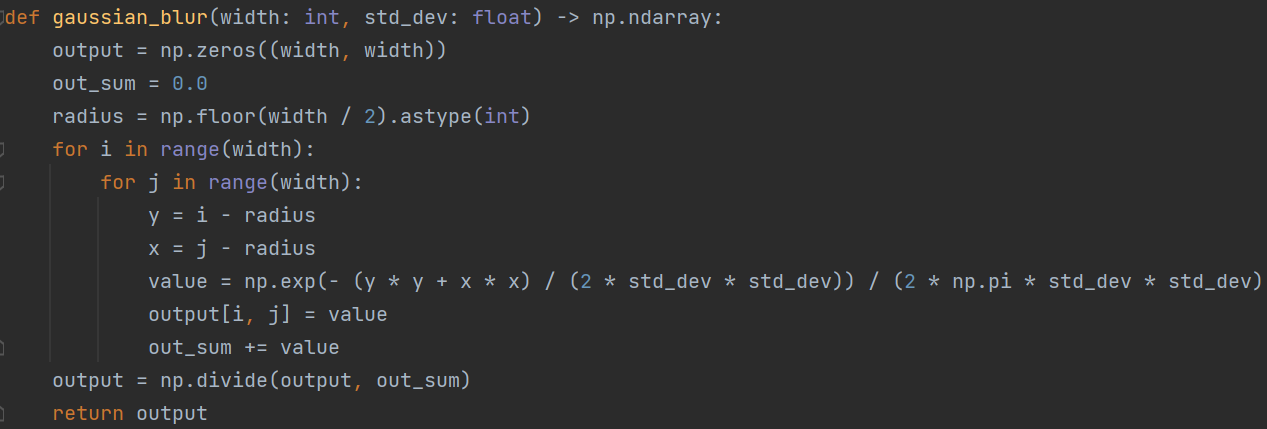 def gaussian_blur(width: int, std_dev: float) -> np.ndarray:
    output = np.zeros((width, width))
    out_sum = 0.0
    radius = np.floor(width / 2).astype(int)
    for i in range(width):
        for j in range(width):
            y = i - radius
            x = j - radius
            value = np.exp(- (y * y + x * x) / (2 * std_dev * std_dev)) / (2 * np.pi * std_dev * std_dev)
            output[i, j] = value
            out_sum += value
    output = np.divide(output, out_sum)
    return output